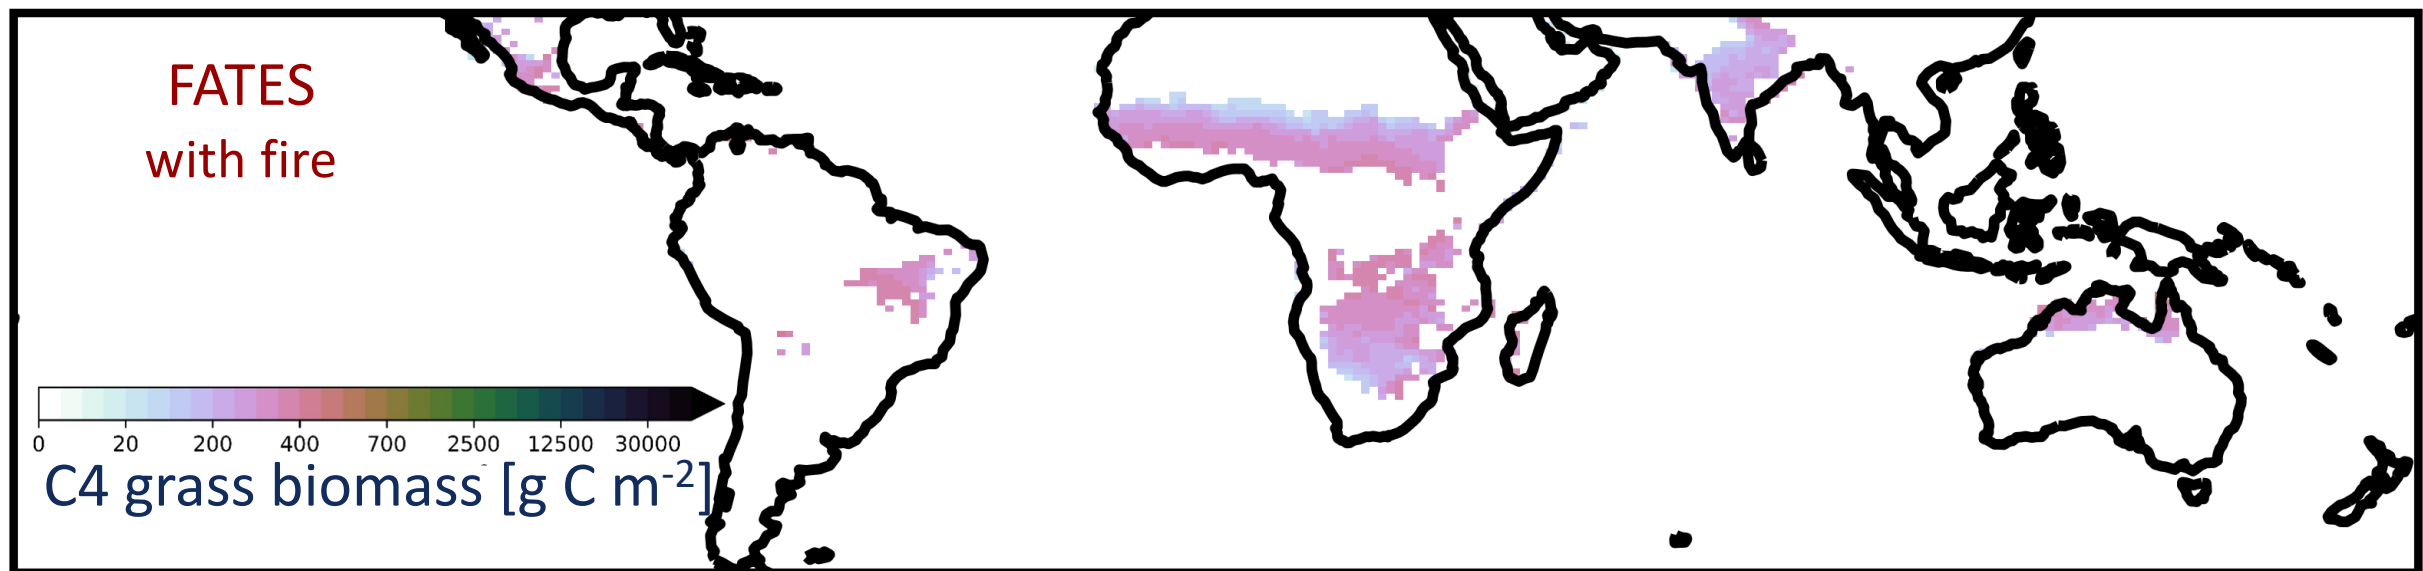 FATES
with fire
0 20 200 400 700 2500 12500 30000
C4 grass biomass [g C m⁻²]